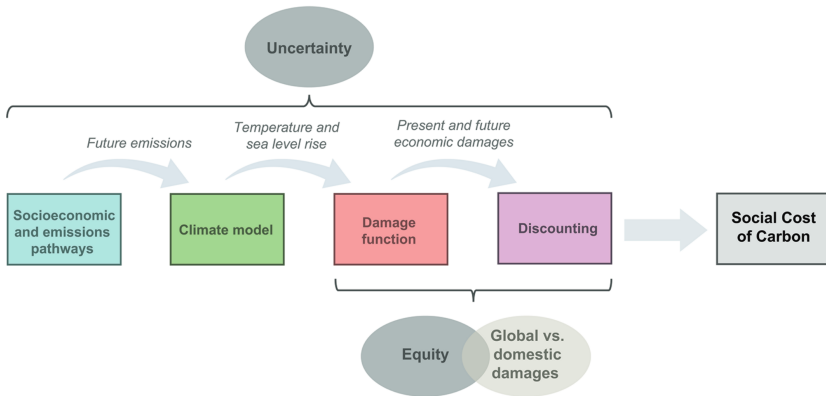 Uncertainty
Future emissions
Temperature and
sea level rise
Present and future
economic damages
Socioeconomic
and emissions
pathways
Climate model
Damage
function
Discounting
Social Cost
of Carbon
Equity
Global vs.
domestic
damages